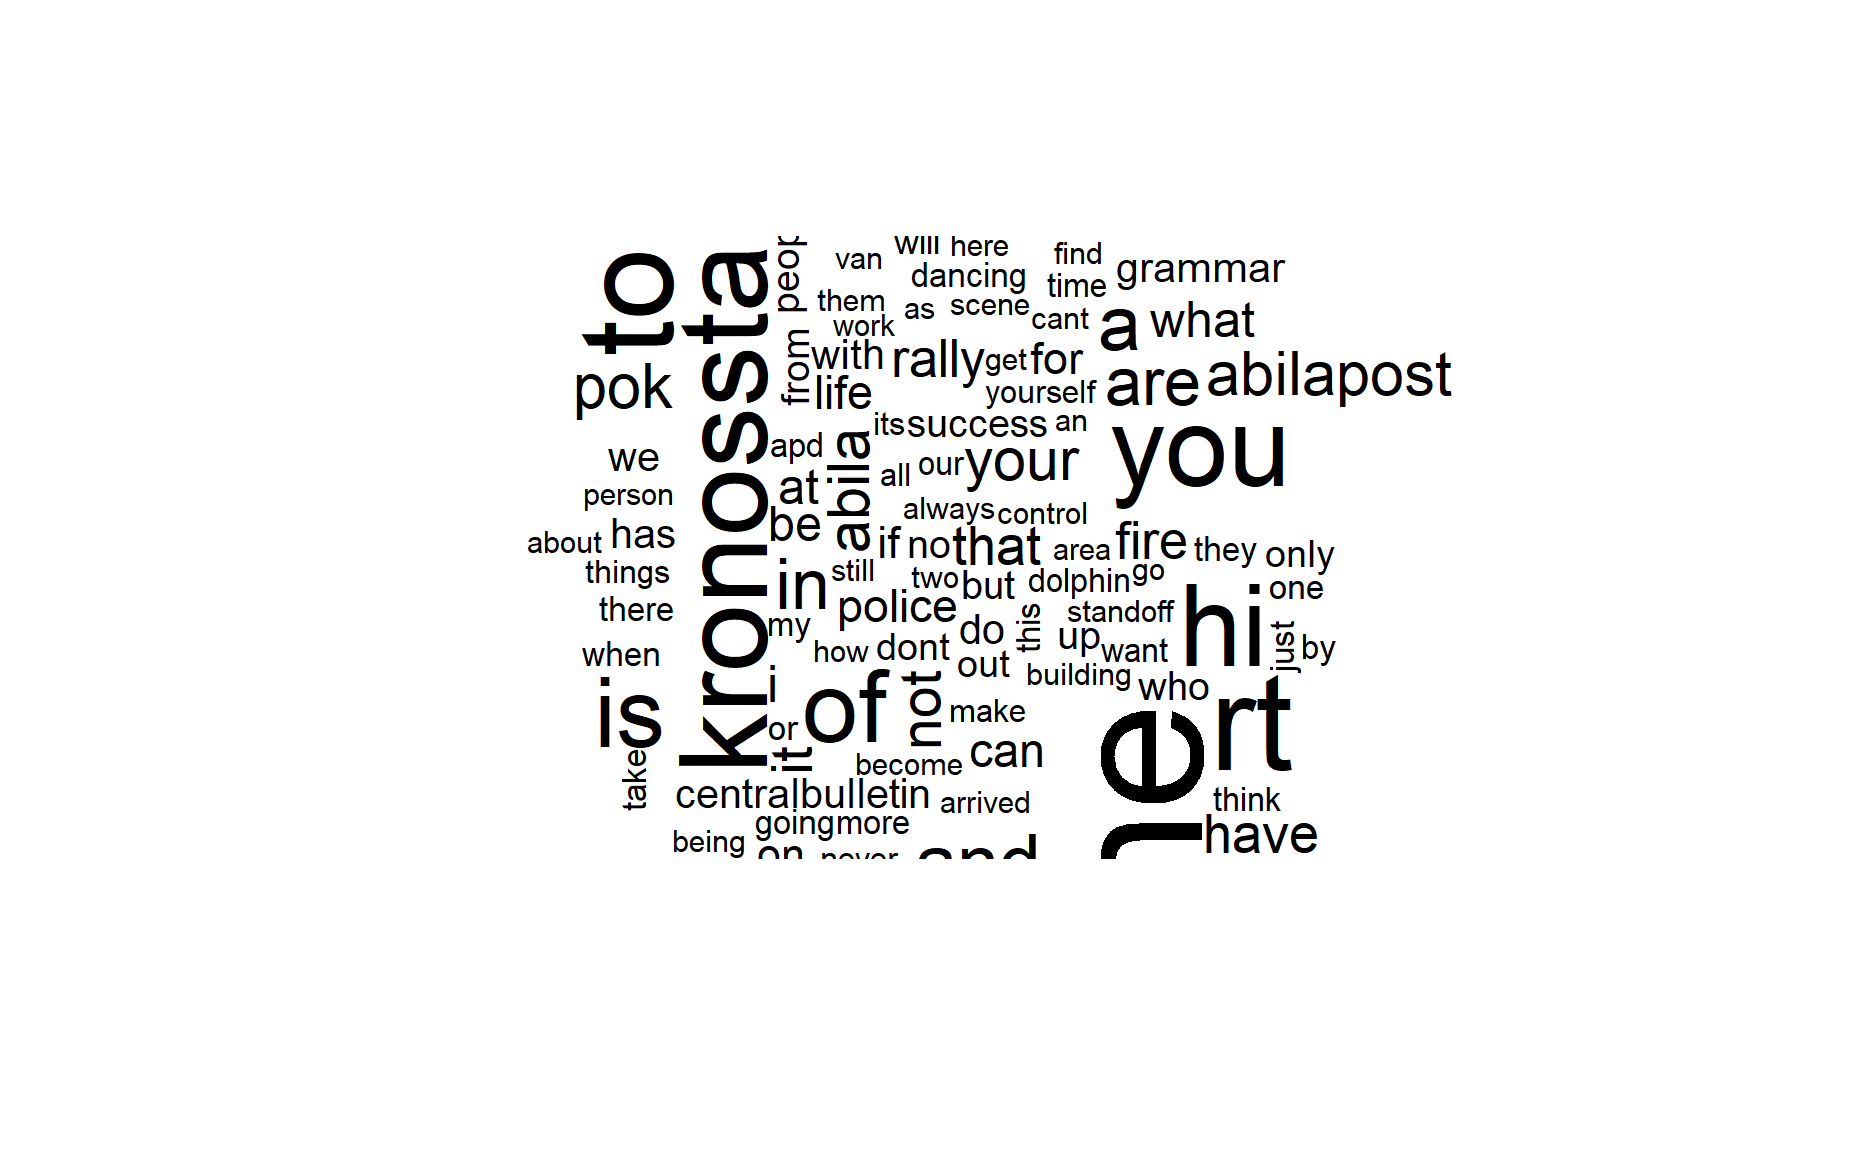 to
kronossta
van
will here
find
grammar
dancing
time
them
as
scene
cant
a
what
work
from
with
rally
get
for
pok
life
yourself
are
abilapost
its
success
an
you
apd
abila
we
all
our
your
person
at
always
control
be
about
has
if
no
that
area
fire
they
only
things
in
still
two
but
dolphin
go
one
there
police
standoff
hi
my
do
this
up
when
how
dont
out
want
just
by
i
building
who
is
of
not
make
rt
or
it
can
take
become
centralbulletin
arrived
think
going
more
have
being
on
never
and